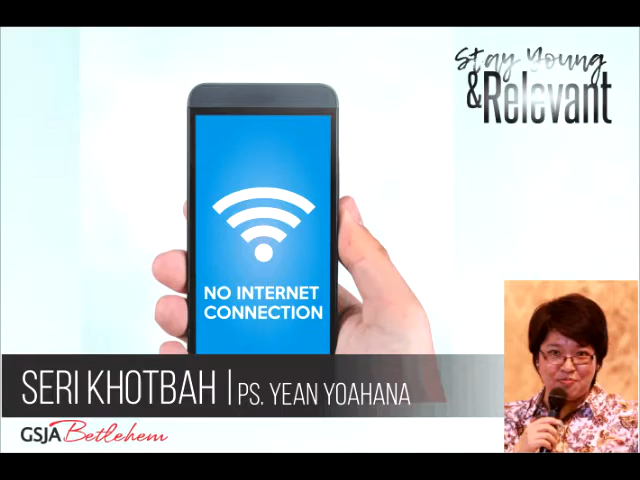 Stay Young
&Relevant
NO INTERNET
CONNECTION
SERI KHOTBAH | PS. YEAN YOAHANA
GSJA Betlehem